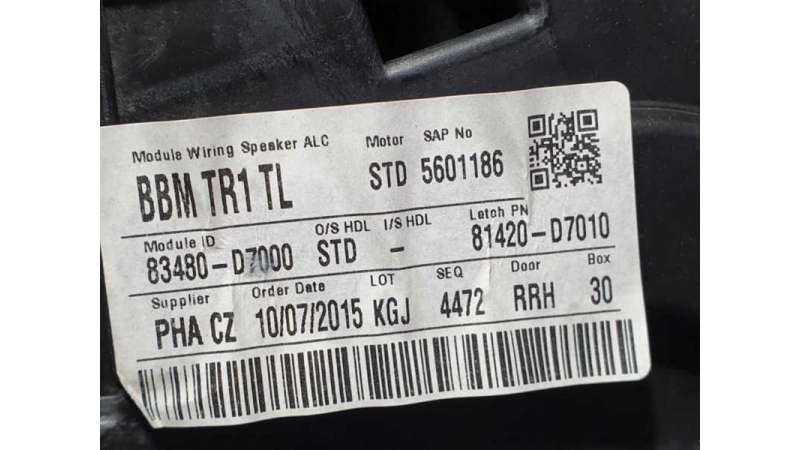 Module Wiring Speaker ALC Motor SAP No
BBM TR1 TL STD 5601186
Module ID O/S HDL I/S HDL Latch PN
83480-D7000 STD - 81420-D7010
Supplier Order Date LOT SEQ Door Box
PHA CZ 10/07/2015 KGJ 4472 RRH 30